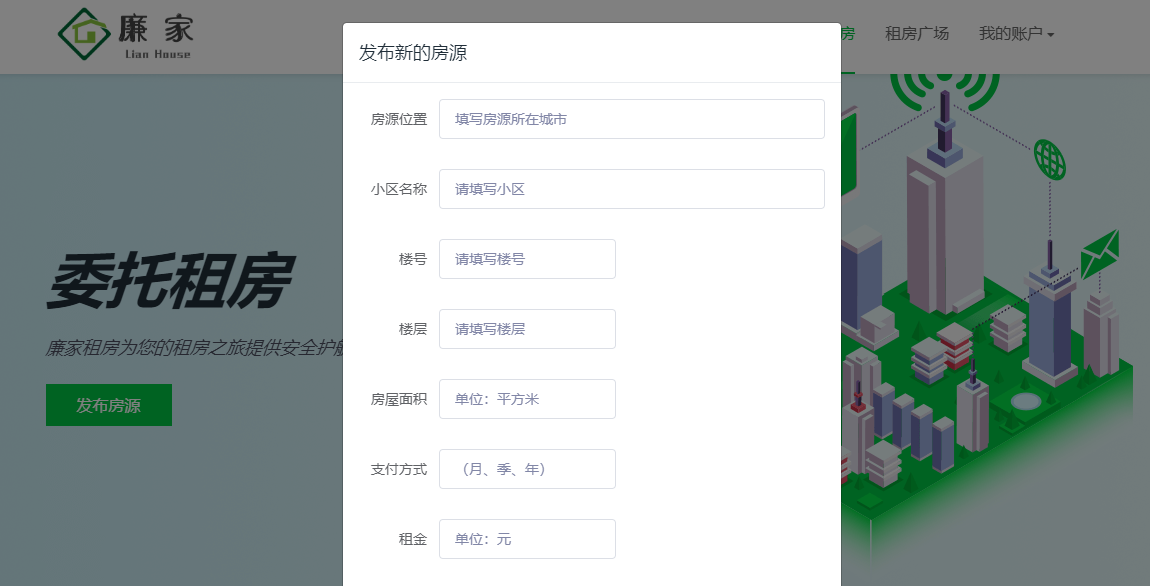 廉 家
Lian House
房
租房广场
我的账户
发布新的房源
房源位置
填写房源所在城市
小区名称
请填写小区
楼号
请填写楼号
楼层
请填写楼层
房屋面积
单位：平方米
支付方式
（月、季、年）
租金
单位：元
委托租房
廉家租房为您的租房之旅提供安全护
发布房源